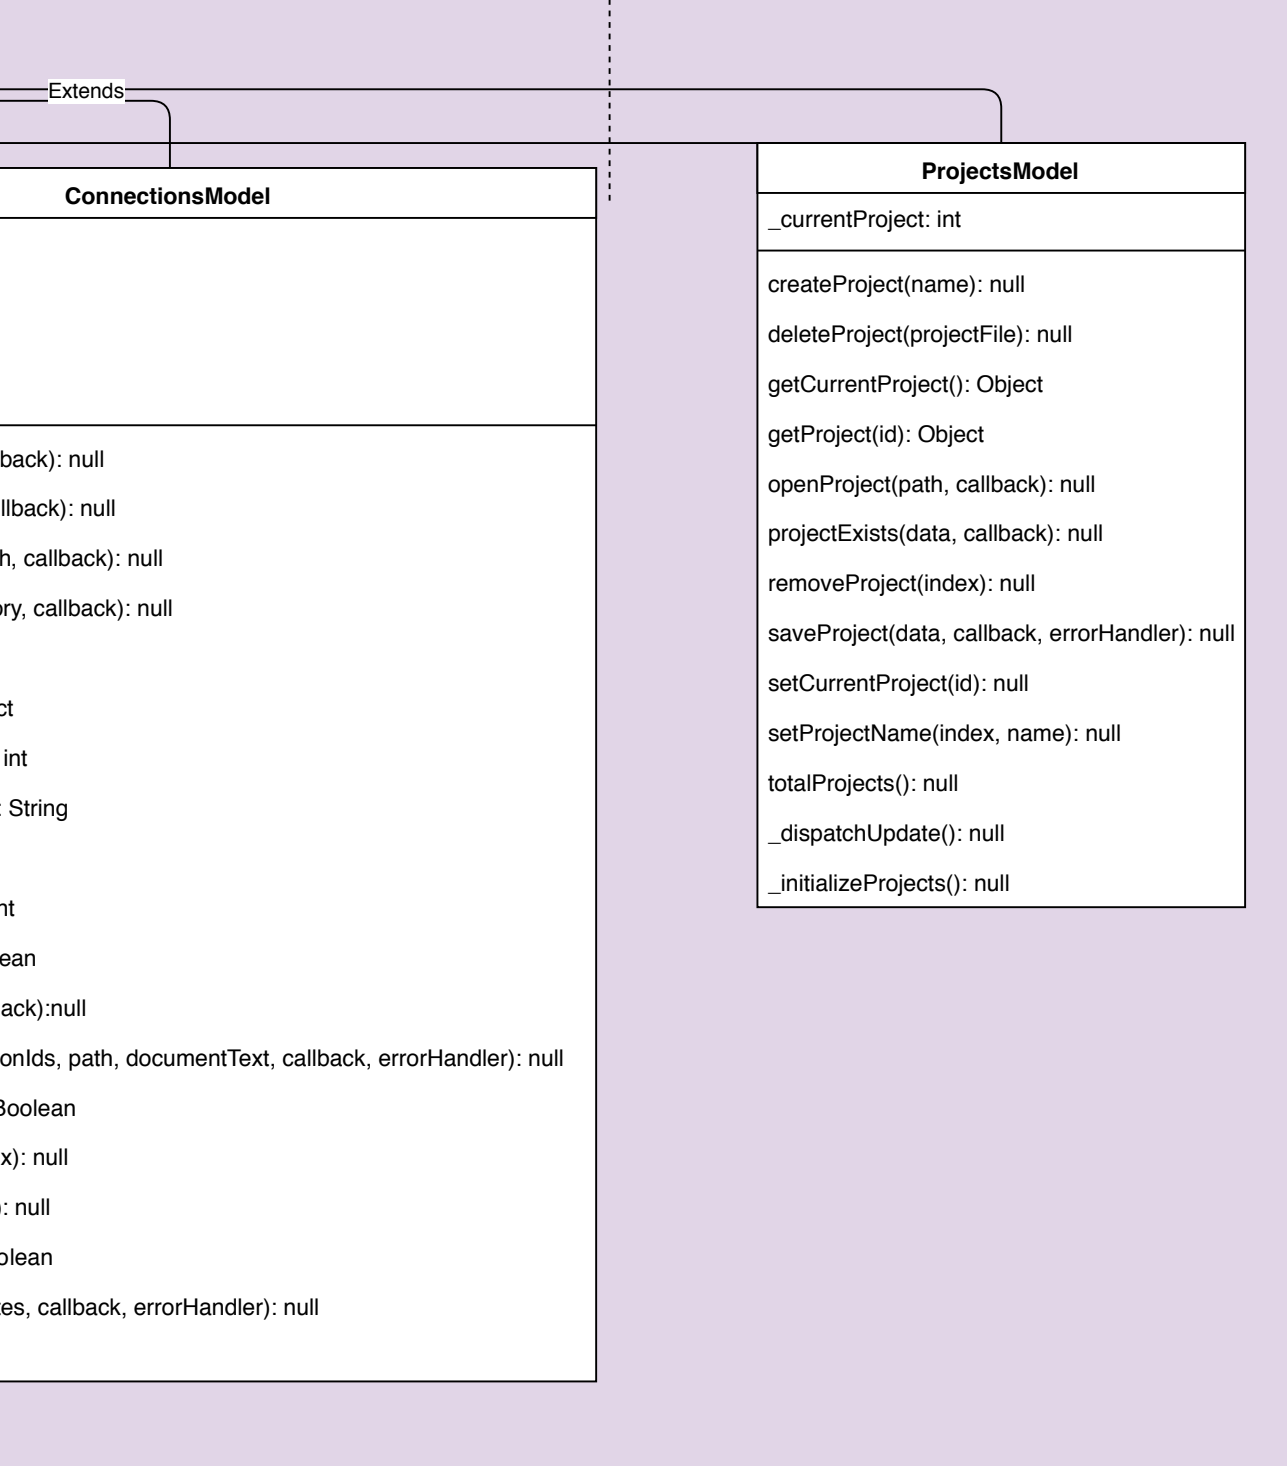 Extends
ConnectionsModel
back): null
llback): null
h, callback): null
ory, callback): null
ct
int
: String
nt
ean
ack):null
onIds, path, documentText, callback, errorHandler): null
Boolean
x): null
): null
olean
es, callback, errorHandler): null
ProjectsModel
_currentProject: int
createProject(name): null
deleteProject(projectFile): null
getCurrentProject(): Object
getProject(id): Object
openProject(path, callback): null
projectExists(data, callback): null
removeProject(index): null
saveProject(data, callback, errorHandler): null
setCurrentProject(id): null
setProjectName(index, name): null
totalProjects(): null
_dispatchUpdate(): null
_initializeProjects(): null